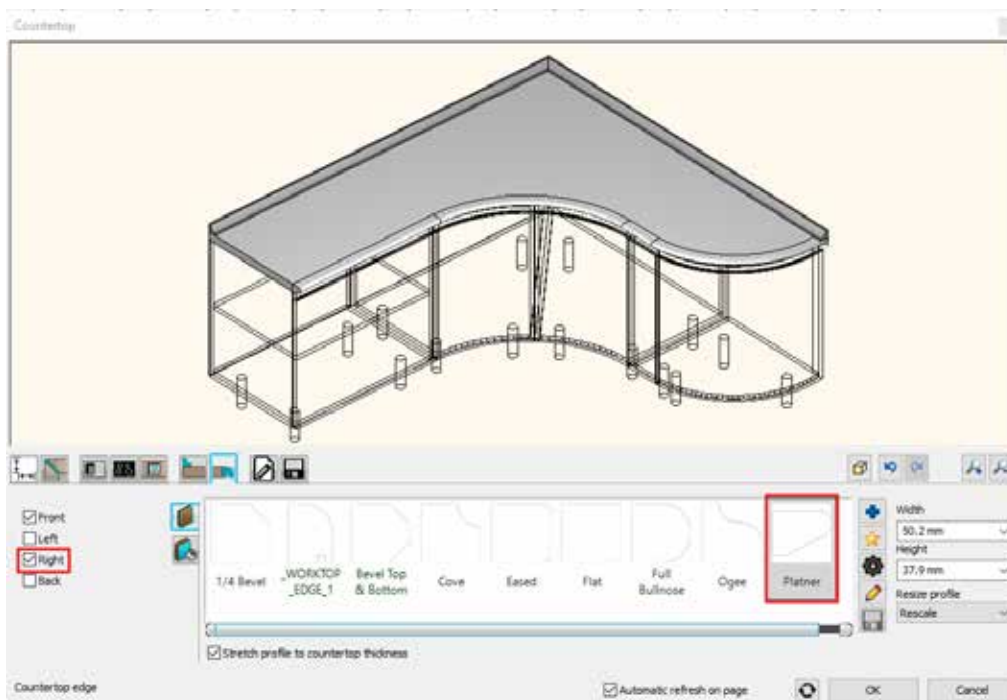 Countertop
Front
Left
Right
Back
1/4 Bevel
_WORKTOP
_EDGE_1
Bevel Top
& Bottom
Cove
Eased
Flat
Full
Bullnose
Ogee
Platner
Width
50.2 mm
Height
37.9 mm
Resize profile
Rescale
Stretch profile to countertop thickness
Countertop edge
Automatic refresh on page
OK
Cancel